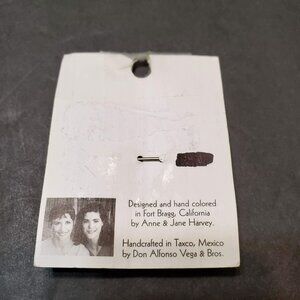 Designed and hand colored
in Fort Bragg, California
by Anne & Jane Harvey.
Handcrafted in Taxco, Mexico
by Don Alfonso Vega & Bros.